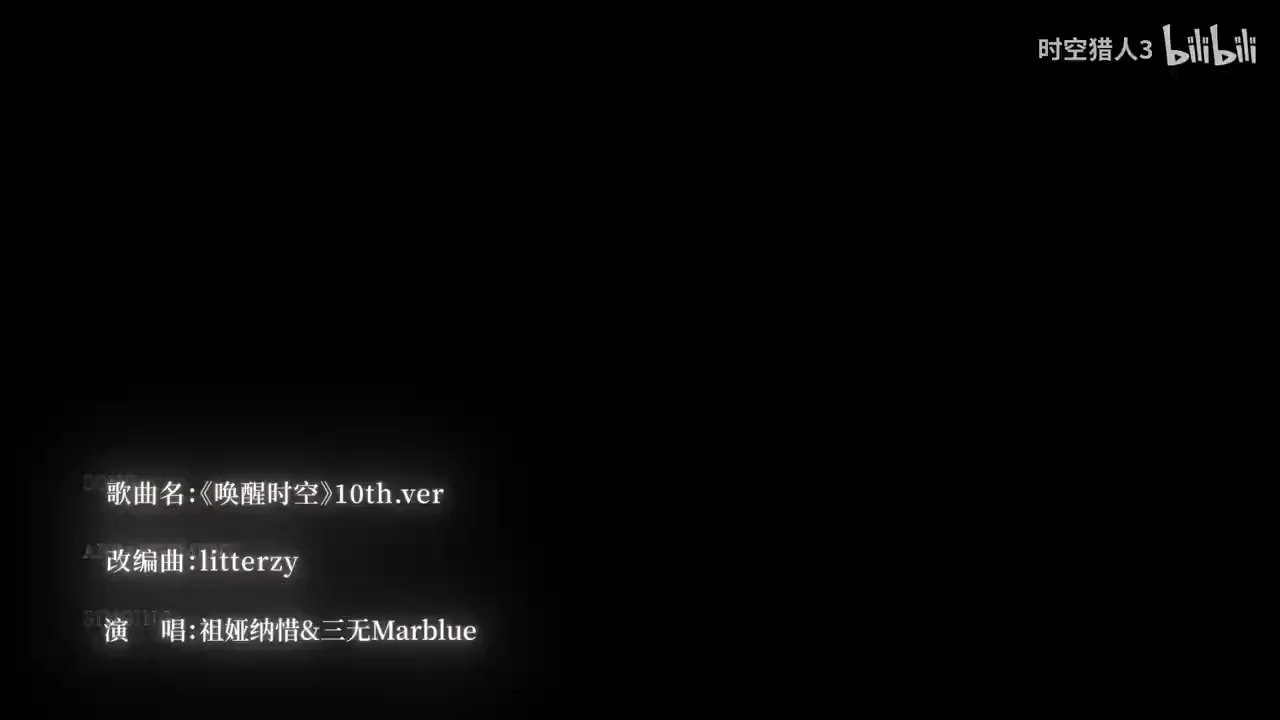 时空猎人3 bilibili
歌曲名:《唤醒时空》10th.ver
改编曲:litterzy
演 唱:祖娅纳惜&三无Marblue